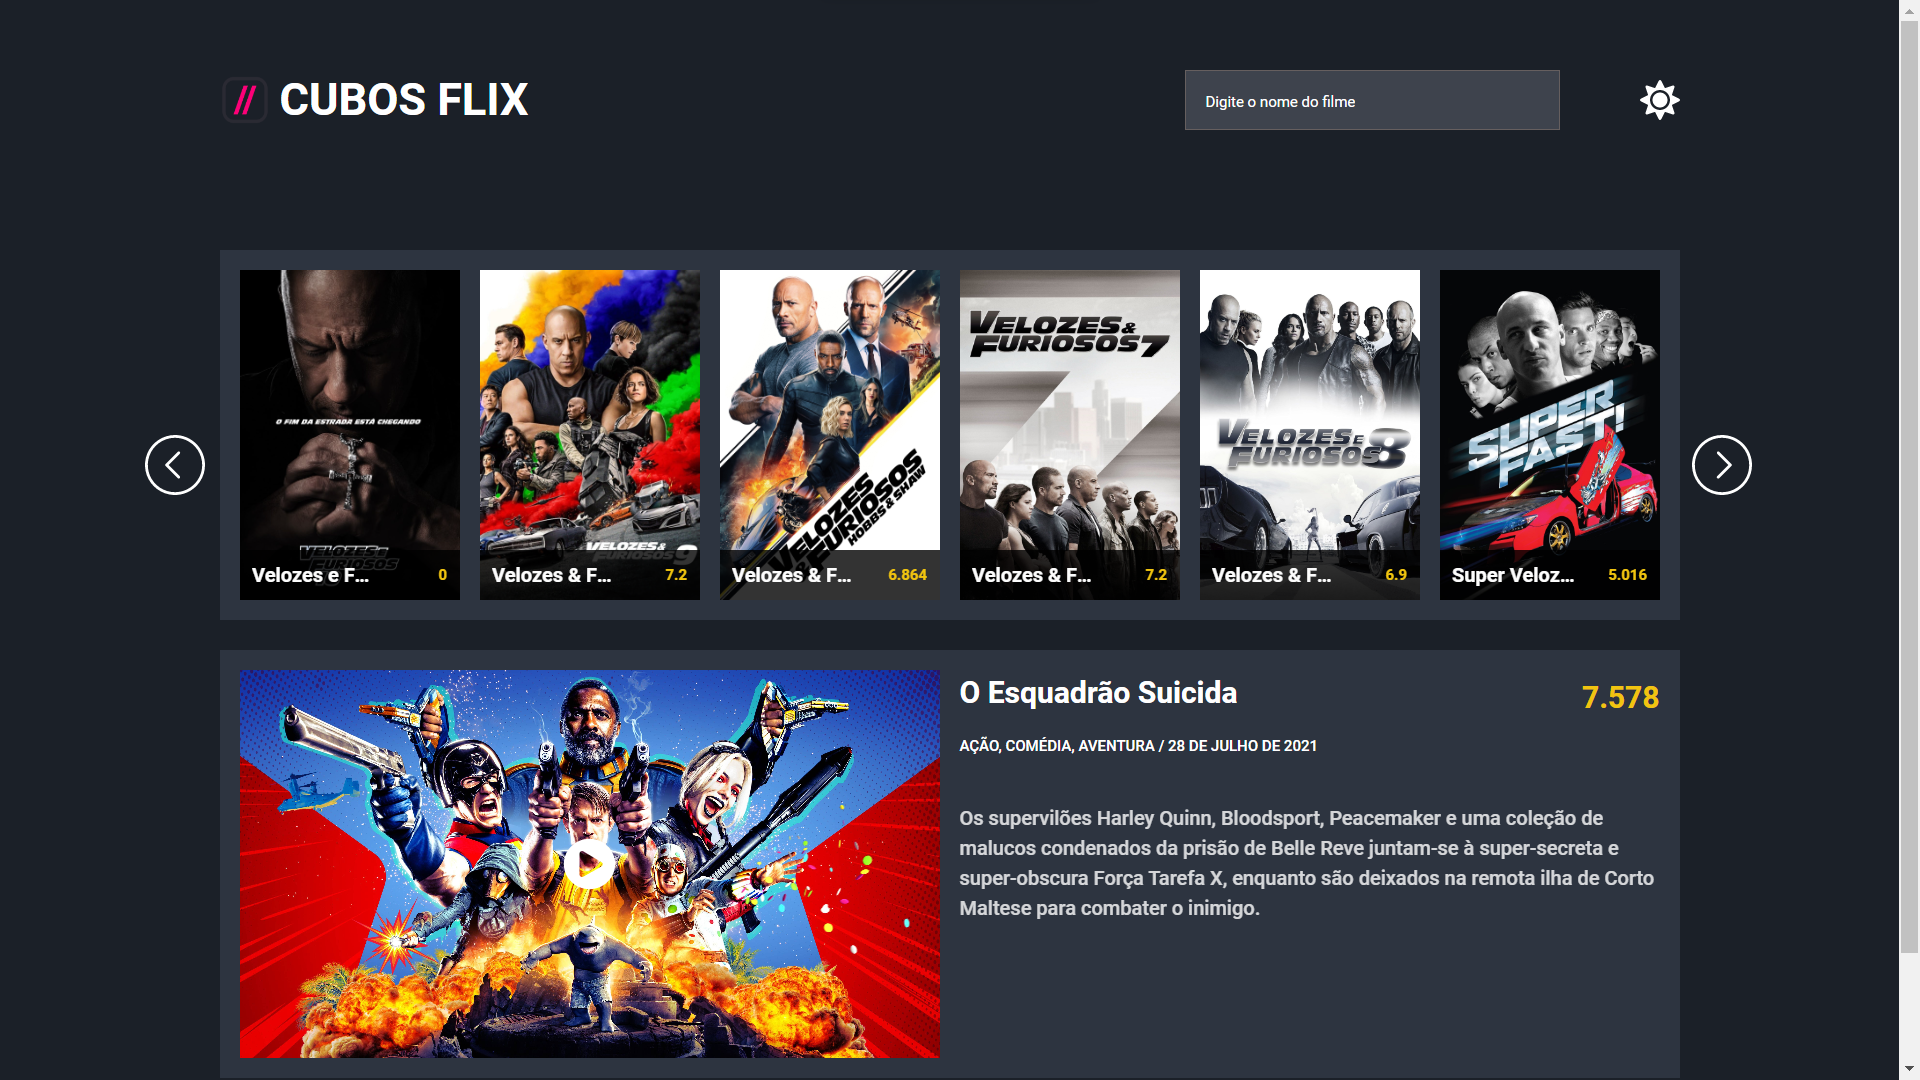 // CUBOS FLIX
Digite o nome do filme
O FIM DA ESTRADA ESTÁ CHEGANDO
VELOZES E
FURIOSOS
Velozes e F... 0
VELOZES &
FURIOSOS 9
Velozes & F... 7.2
VELOZES
FURIOSOS
HOBBS & SHAW
Velozes & F... 6.864
VELOZES &
FURIOSOS 7
Velozes & F... 7.2
VELOZES E
FURIOSOS 8
Velozes & F... 6.9
SUPER
FAST!
Super Veloz... 5.016
O Esquadrão Suicida 7.578
AÇÃO, COMÉDIA, AVENTURA / 28 DE JULHO DE 2021
Os supervilões Harley Quinn, Bloodsport, Peacemaker e uma coleção de
malucos condenados da prisão de Belle Reve juntam-se à super-secreta e
super-obscura Força Tarefa X, enquanto são deixados na remota ilha de Corto
Maltese para combater o inimigo.